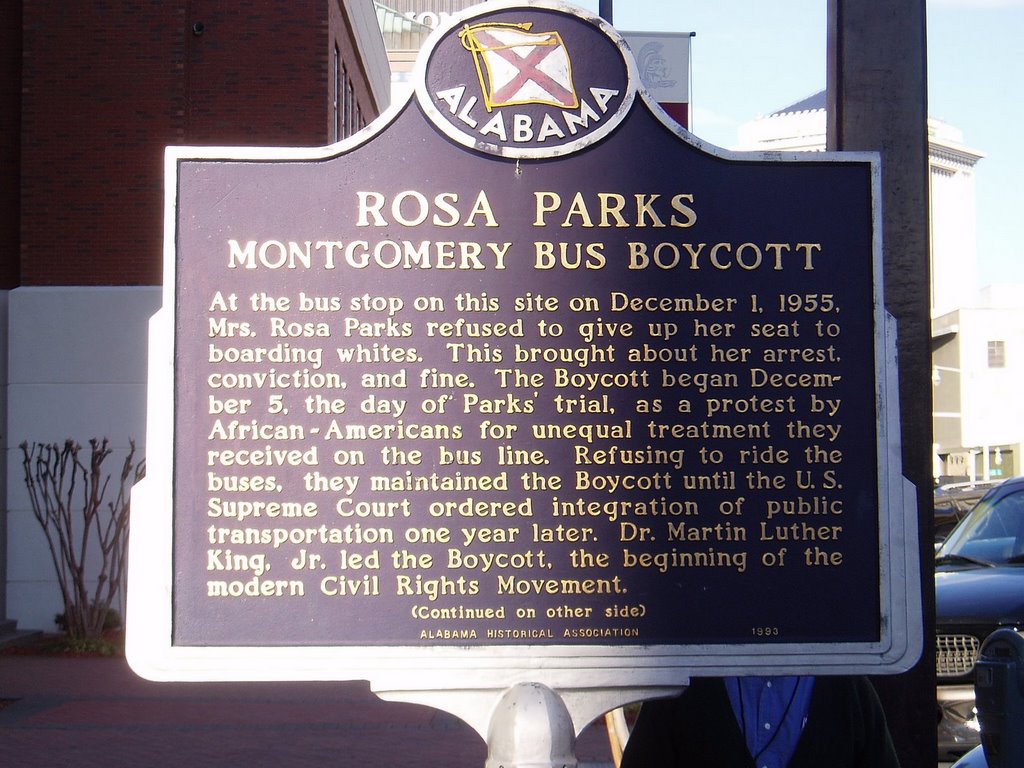 ALABAMA
ROSA PARKS
MONTGOMERY BUS BOYCOTT
At the bus stop on this site on December 1, 1955,
Mrs. Rosa Parks refused to give up her seat to
boarding whites. This brought about her arrest,
conviction, and fine. The Boycott began Decem-
ber 5, the day of Parks' trial, as a protest by
African-Americans for unequal treatment they
received on the bus line. Refusing to ride the
buses, they maintained the Boycott until the U.S.
Supreme Court ordered integration of public
transportation one year later. Dr. Martin Luther
King, Jr. led the Boycott, the beginning of the
modern Civil Rights Movement.
(Continued on other side)
ALABAMA HISTORICAL ASSOCIATION 1993